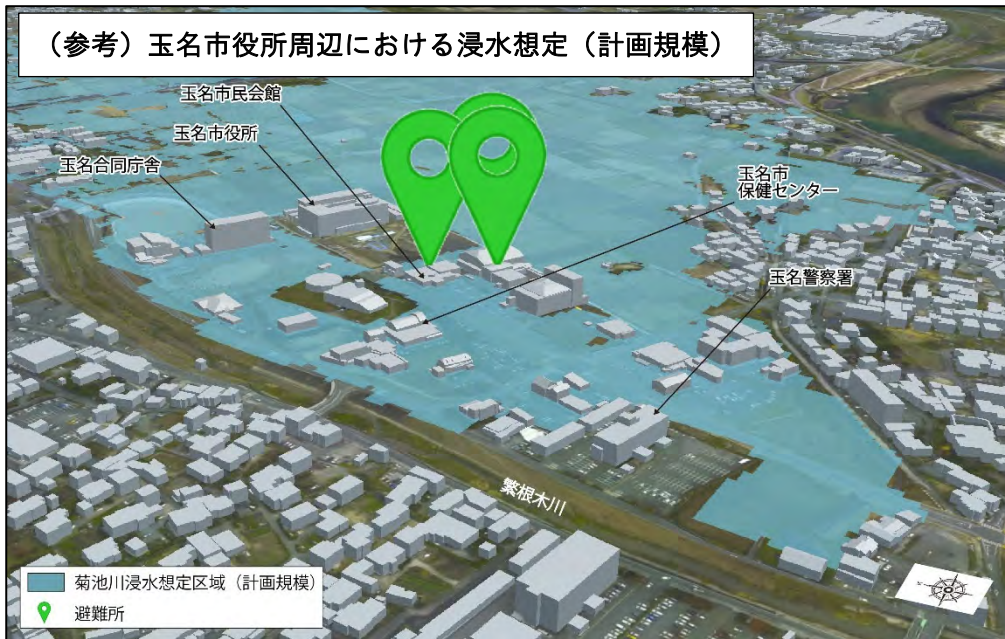 （参考）玉名市役所周辺における浸水想定（計画規模）
玉名市民会館
玉名市役所
玉名合同庁舎
玉名市
保健センター
玉名警察署
繁根木川
菊池川浸水想定区域（計画規模）
避難所